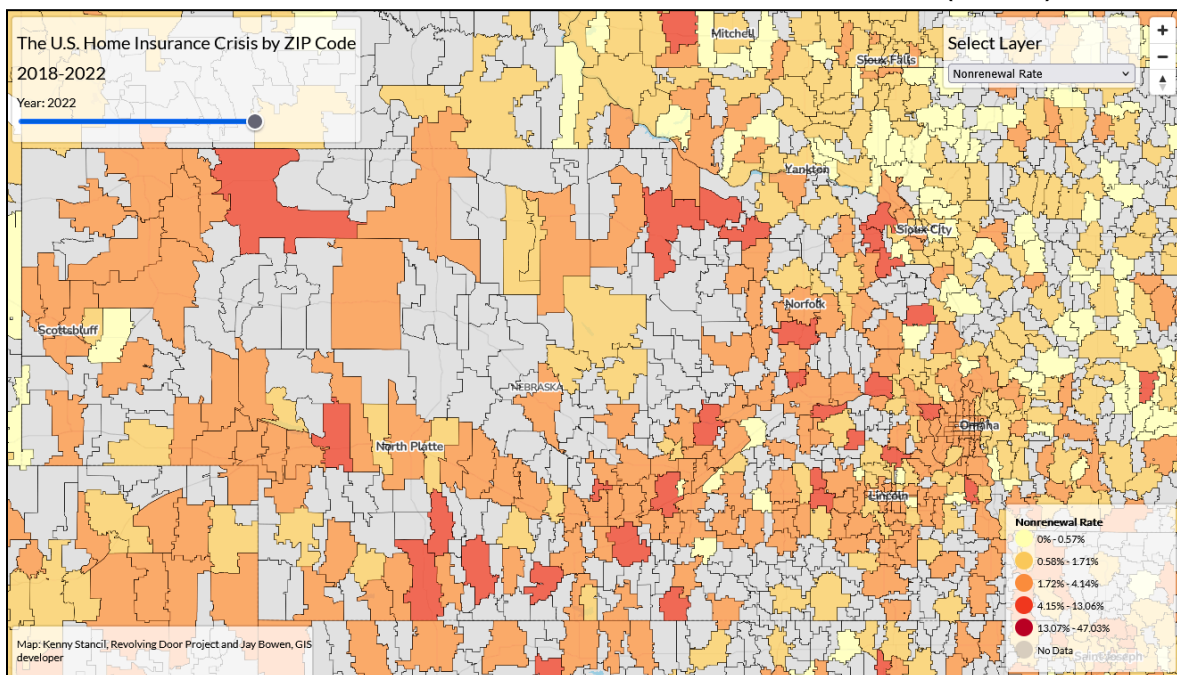 The U.S. Home Insurance Crisis by ZIP Code
2018-2022
Year: 2022
Select Layer
Nonrenewal Rate
+
−
Mitchell
Sioux Falls
Yankton
Sioux City
Norfolk
Scottsbluff
NEBRASKA
North Platte
Omaha
Lincoln
Nonrenewal Rate
0% - 0.57%
0.58% - 1.71%
1.72% - 4.14%
4.15% - 13.06%
13.07% - 47.03%
No Data
Saint Joseph
Map: Kenny Stancil, Revolving Door Project and Jay Bowen, GIS
developer